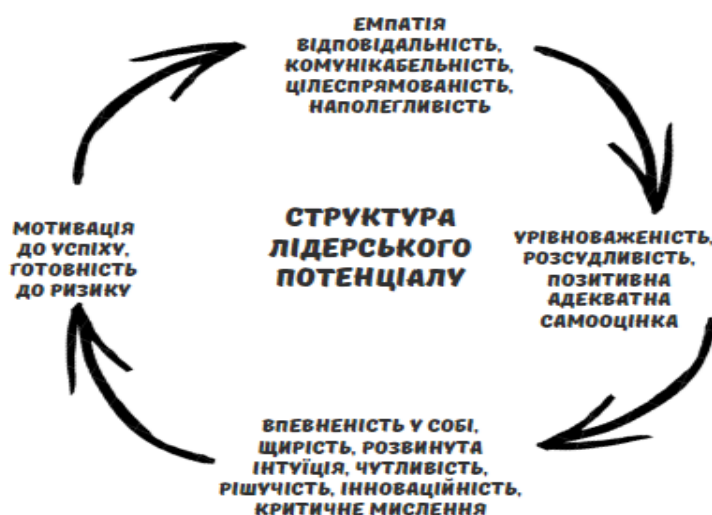 ЕМПАТІЯ
ВІДПОВІДАЛЬНІСТЬ,
КОМУНІКАБЕЛЬНІСТЬ,
ЦІЛЕСПРЯМОВАНІСТЬ,
НАПОЛЕГЛИВІСТЬ
МОТИВАЦІЯ
ДО УСПІХУ,
ГОТОВНІСТЬ
ДО РИЗИКУ
СТРУКТУРА
ЛІДЕРСЬКОГО
ПОТЕНЦІАЛУ
УРІВНОВАЖЕНІСТЬ,
РОЗСУДЛИВІСТЬ,
ПОЗИТИВНА
АДЕКВАТНА
САМООЦІНКА
ВПЕВНЕНІСТЬ У СОБІ,
ЩИРІСТЬ, РОЗВИНУТА
ІНТУЇЦІЯ, ЧУТЛИВІСТЬ,
РІШУЧІСТЬ, ІННОВАЦІЙНІСТЬ,
КРИТИЧНЕ МИСЛЕННЯ